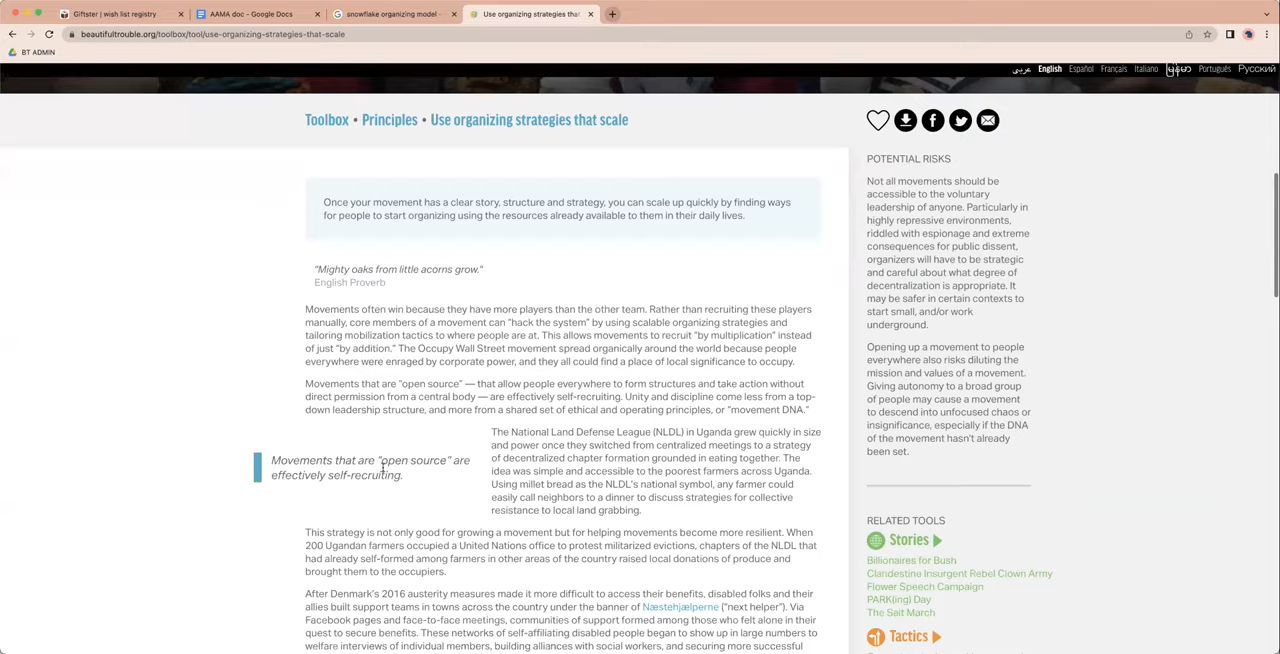 Giftster | wish list registry
AAMA doc - Google Docs
snowflake organizing model -
Use organizing strategies that
beautifultrouble.org/toolbox/tool/use-organizing-strategies-that-scale
BT ADMIN
عربى English Español Français Italiano မြန်မာ Português Русский
Toolbox • Principles • Use organizing strategies that scale
Once your movement has a clear story, structure and strategy, you can scale up quickly by finding ways
for people to start organizing using the resources already available to them in their daily lives.
"Mighty oaks from little acorns grow."
English Proverb
Movements often win because they have more players than the other team. Rather than recruiting these players
manually, core members of a movement can "hack the system" by using scalable organizing strategies and
tailoring mobilization tactics to where people are at. This allows movements to recruit "by multiplication" instead
of just "by addition." The Occupy Wall Street movement spread organically around the world because people
everywhere were enraged by corporate power, and they all could find a place of local significance to occupy.
Movements that are "open source" — that allow people everywhere to form structures and take action without
direct permission from a central body — are effectively self-recruiting. Unity and discipline come less from a top-
down leadership structure, and more from a shared set of ethical and operating principles, or "movement DNA."
Movements that are "open source" are
effectively self-recruiting.
The National Land Defense League (NLDL) in Uganda grew quickly in size
and power once they switched from centralized meetings to a strategy
of decentralized chapter formation grounded in eating together. The
idea was simple and accessible to the poorest farmers across Uganda.
Using millet bread as the NLDL's national symbol, any farmer could
easily call neighbors to a dinner to discuss strategies for collective
resistance to local land grabbing.
This strategy is not only good for growing a movement but for helping movements become more resilient. When
200 Ugandan farmers occupied a United Nations office to protest militarized evictions, chapters of the NLDL that
had already self-formed among farmers in other areas of the country raised local donations of produce and
brought them to the occupiers.
After Denmark's 2016 austerity measures made it more difficult to access their benefits, disabled folks and their
allies built support teams in towns across the country under the banner of Næstehjælperne ("next helper"). Via
Facebook pages and face-to-face meetings, communities of support formed among those who felt alone in their
quest to secure benefits. These networks of self-affiliating disabled people began to show up in large numbers to
welfare interviews of individual members, building alliances with social workers, and securing more successful
POTENTIAL RISKS
Not all movements should be
accessible to the voluntary
leadership of anyone. Particularly in
highly repressive environments,
riddled with espionage and extreme
consequences for public dissent,
organizers will have to be strategic
and careful about what degree of
decentralization is appropriate. It
may be safer in certain contexts to
start small, and/or work
underground.
Opening up a movement to people
everywhere also risks diluting the
mission and values of a movement.
Giving autonomy to a broad group
of people may cause a movement
to descend into unfocused chaos or
insignificance, especially if the DNA
of the movement hasn't already
been set.
RELATED TOOLS
Stories
Billionaires for Bush
Clandestine Insurgent Rebel Clown Army
Flower Speech Campaign
PARK(ing) Day
The Salt March
Tactics